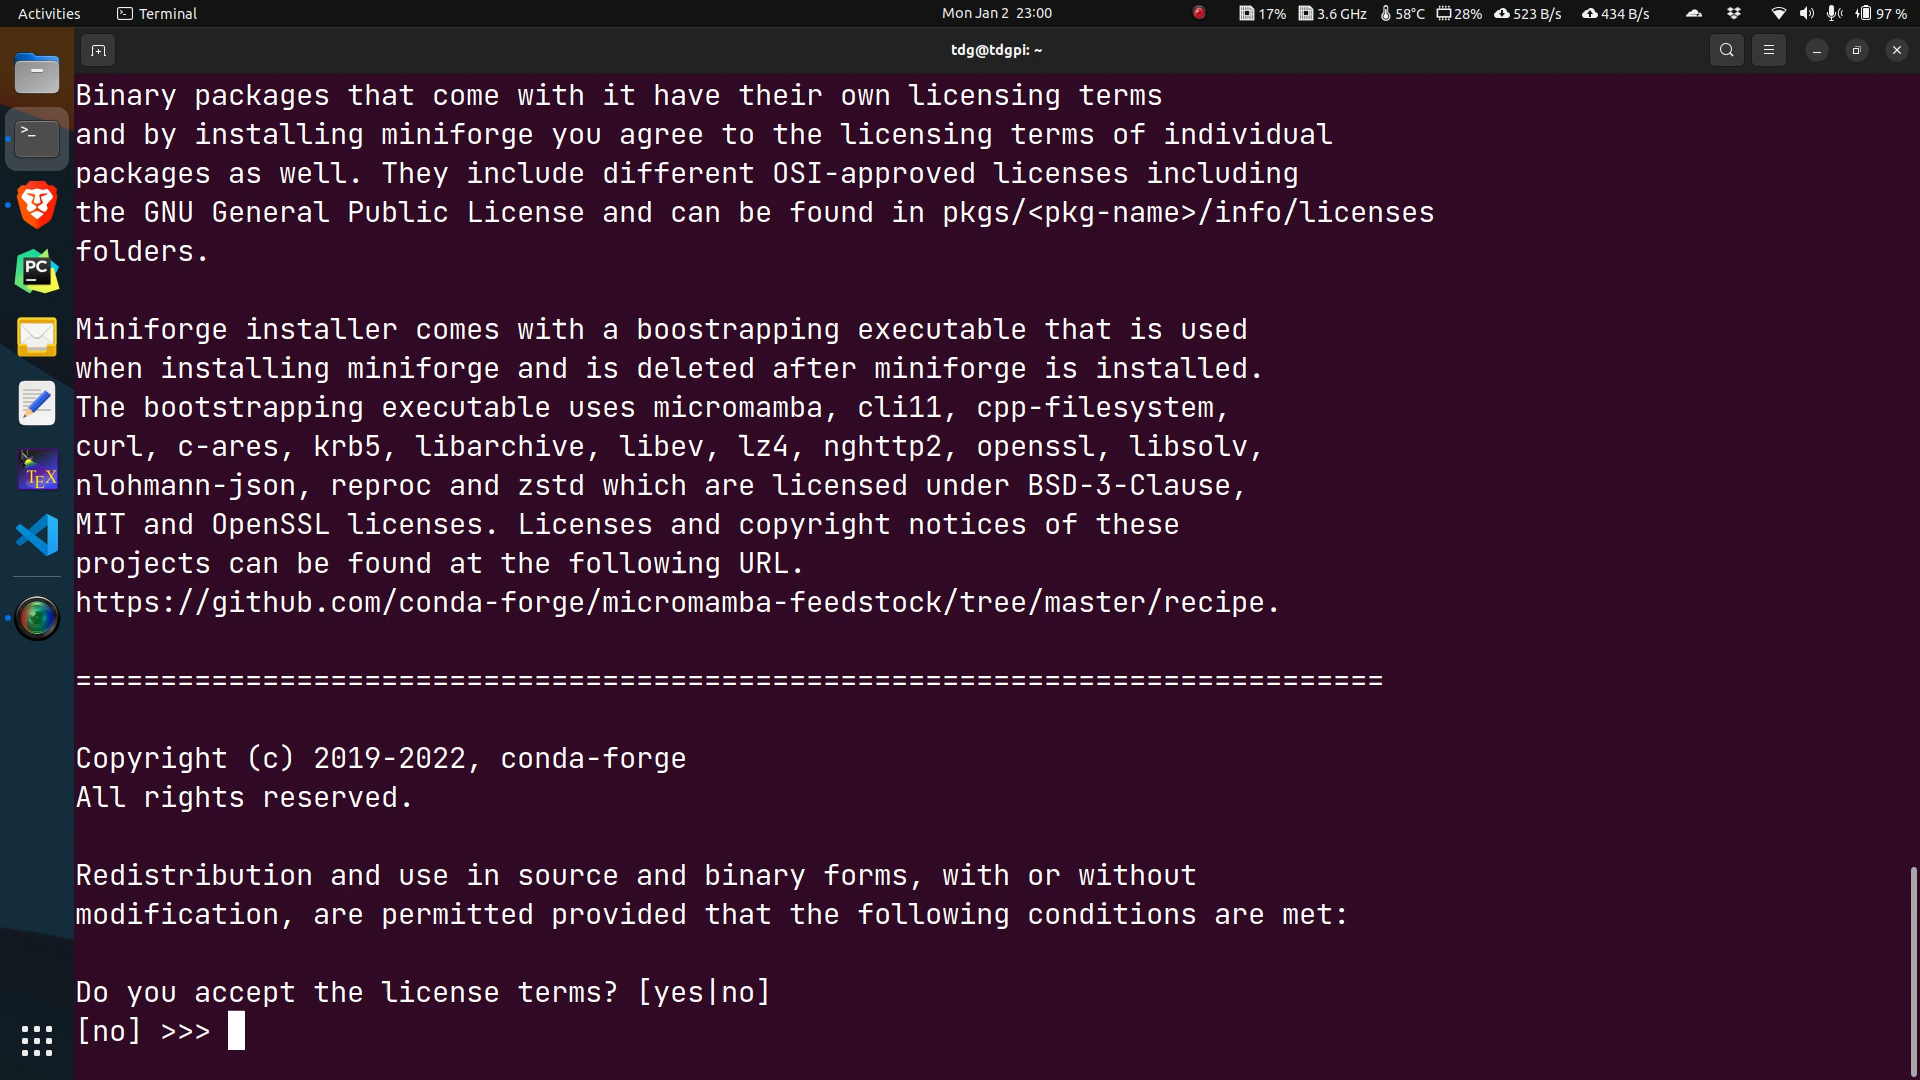 Activities Terminal Mon Jan 2 23:00 17% 3.6 GHz 58°C 28% 523 B/s 434 B/s 97 %
tdg@tdgpi: ~
Binary packages that come with it have their own licensing terms
and by installing miniforge you agree to the licensing terms of individual
packages as well. They include different OSI-approved licenses including
the GNU General Public License and can be found in pkgs/<pkg-name>/info/licenses
folders.
Miniforge installer comes with a boostrapping executable that is used
when installing miniforge and is deleted after miniforge is installed.
The bootstrapping executable uses micromamba, cli11, cpp-filesystem,
curl, c-ares, krb5, libarchive, libev, lz4, nghttp2, openssl, libsolv,
nlohmann-json, reproc and zstd which are licensed under BSD-3-Clause,
MIT and OpenSSL licenses. Licenses and copyright notices of these
projects can be found at the following URL.
https://github.com/conda-forge/micromamba-feedstock/tree/master/recipe.
=============================================================================
Copyright (c) 2019-2022, conda-forge
All rights reserved.
Redistribution and use in source and binary forms, with or without
modification, are permitted provided that the following conditions are met:
Do you accept the license terms? [yes|no]
[no] >>>
PC
TEX